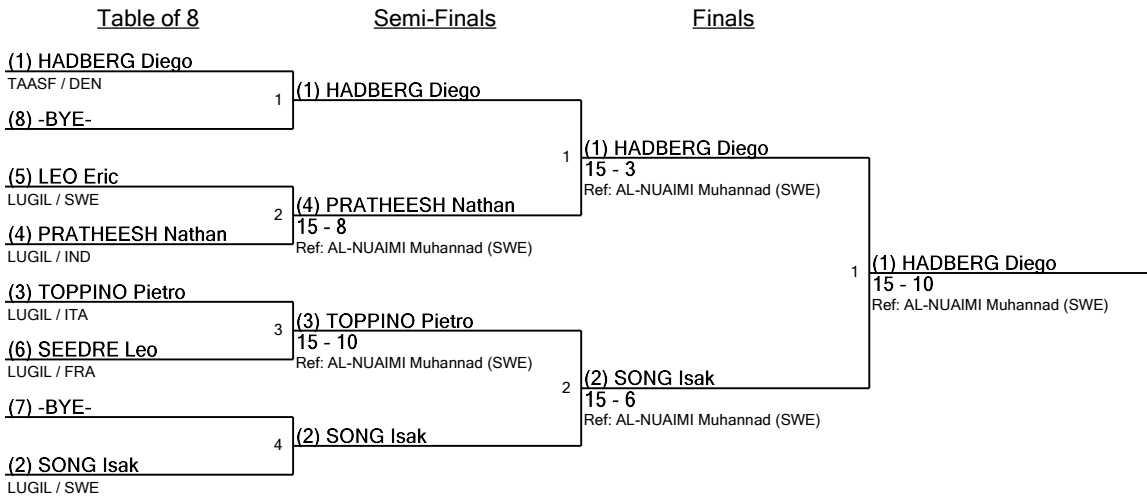 Table of 8
Semi-Finals
Finals
(1) HADBERG Diego
TAASF / DEN
1
(8) -BYE-
(5) LEO Eric
LUGIL / SWE
2
(4) PRATHEESH Nathan
LUGIL / IND
(3) TOPPINO Pietro
LUGIL / ITA
3
(6) SEEDRE Leo
LUGIL / FRA
(7) -BYE-
4
(2) SONG Isak
LUGIL / SWE
(1) HADBERG Diego
1
(4) PRATHEESH Nathan
15 - 8
Ref: AL-NUAIMI Muhannad (SWE)
(3) TOPPINO Pietro
15 - 10
Ref: AL-NUAIMI Muhannad (SWE)
2
(2) SONG Isak
(1) HADBERG Diego
15 - 3
Ref: AL-NUAIMI Muhannad (SWE)
1
(2) SONG Isak
15 - 6
Ref: AL-NUAIMI Muhannad (SWE)
(1) HADBERG Diego
15 - 10
Ref: AL-NUAIMI Muhannad (SWE)